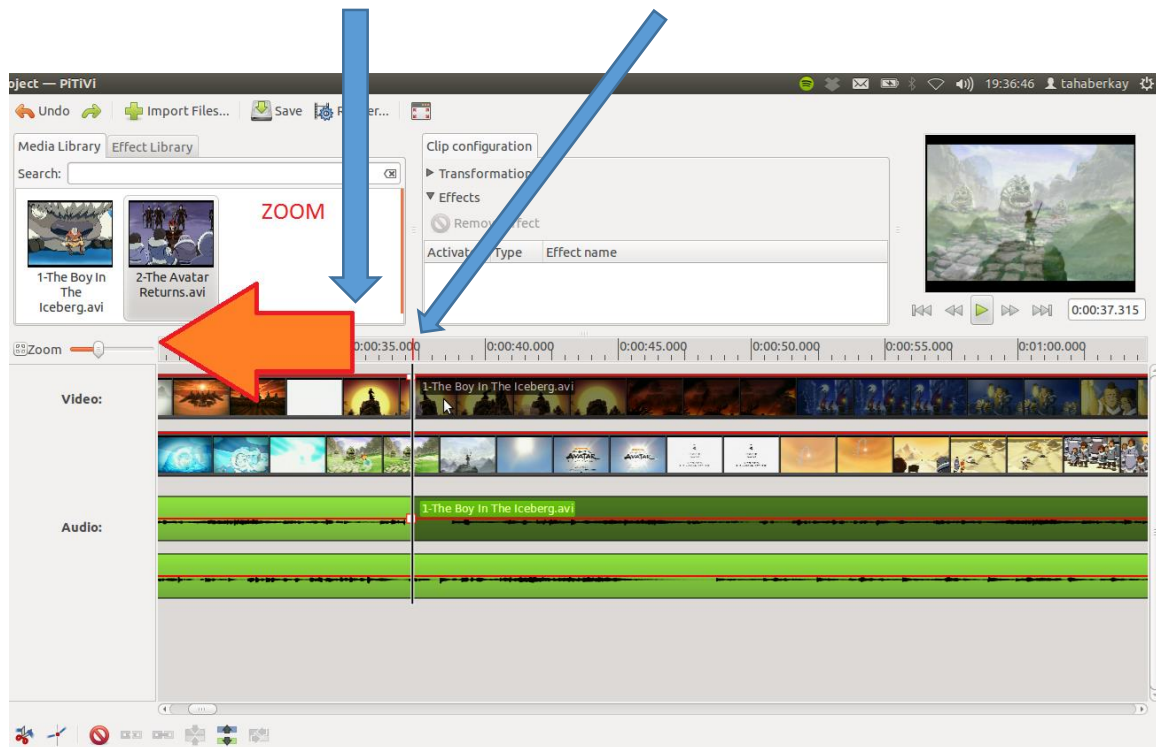 oject — PiTiVi
19:36:46 tahaberkay
Undo Import Files... Save
Media Library Effect Library
Search:
Clip configuration
Transformation
Effects
ZOOM
Effect
Type Effect name
1-The Boy In
The
Iceberg.avi
2-The Avatar
Returns.avi
0:00:37.315
Zoom
0:00:35.000 0:00:40.000 0:00:45.000 0:00:50.000 0:00:55.000 0:01:00.000
Video:
1-The Boy In The Iceberg.avi
AVATAR
AVATAR
Audio:
1-The Boy In The Iceberg.avi